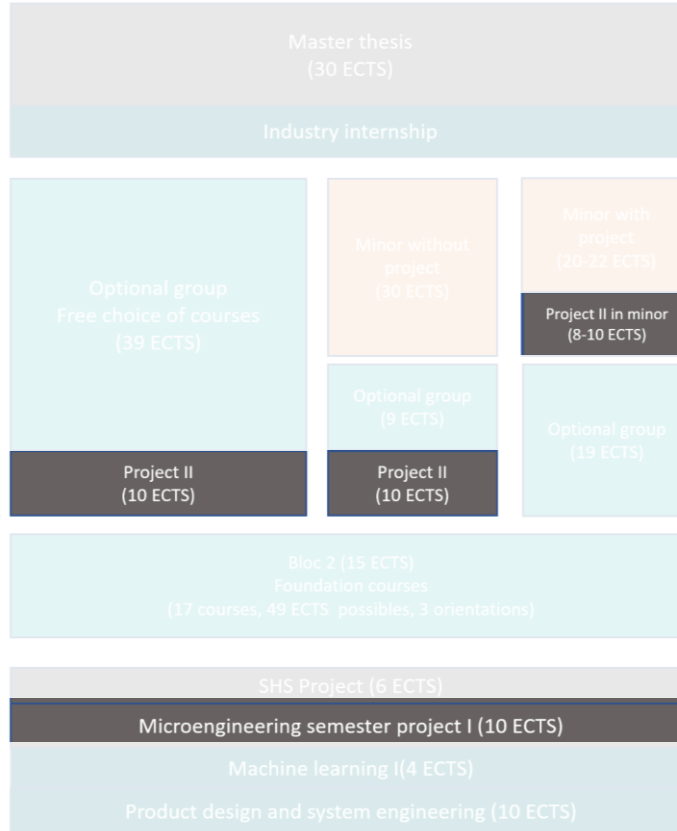 Master thesis
(30 ECTS)
Industry internship
Optional group
Free choice of courses
(39 ECTS)
Project II
(10 ECTS)
Minor without
project
(30 ECTS)
Optional group
(9 ECTS)
Project II
(10 ECTS)
Minor with
project
(20-22 ECTS)
Project II in minor
(8-10 ECTS)
Optional group
(19 ECTS)
Bloc 2 (15 ECTS)
Foundation courses
(17 courses, 49 ECTS possibles, 3 orientations)
SHS Project (6 ECTS)
Microengineering semester project I (10 ECTS)
Machine learning I(4 ECTS)
Product design and system engineering (10 ECTS)